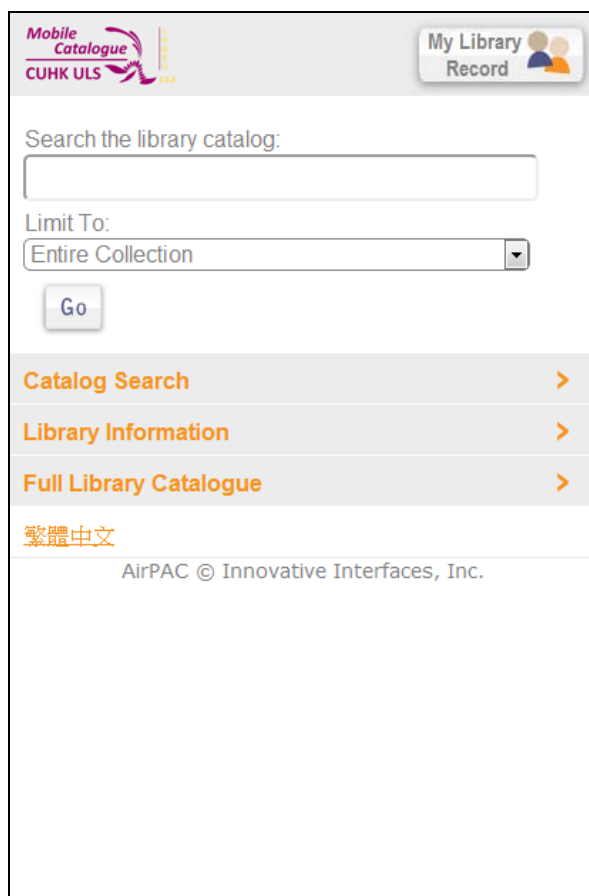 Mobile
Catalogue
CUHK ULS
My Library
Record
Search the library catalog:
Limit To:
Entire Collection
Go
Catalog Search
Library Information
Full Library Catalogue
繁體中文
AirPAC © Innovative Interfaces, Inc.